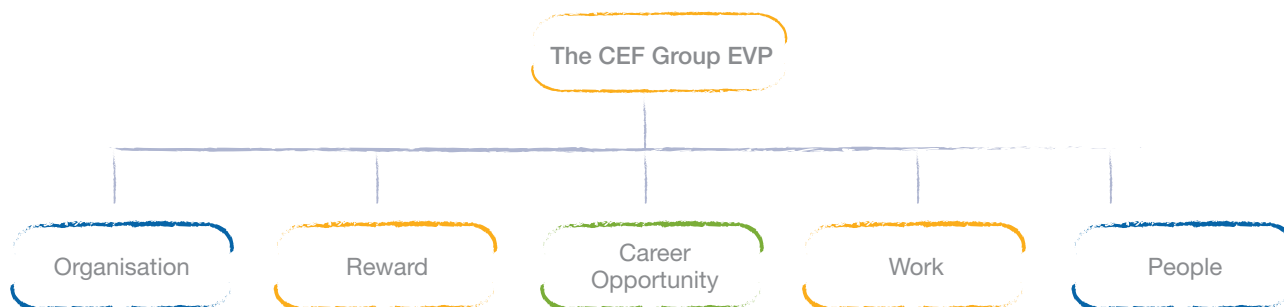 The CEF Group EVP
Organisation
Reward
Career
Opportunity
Work
People